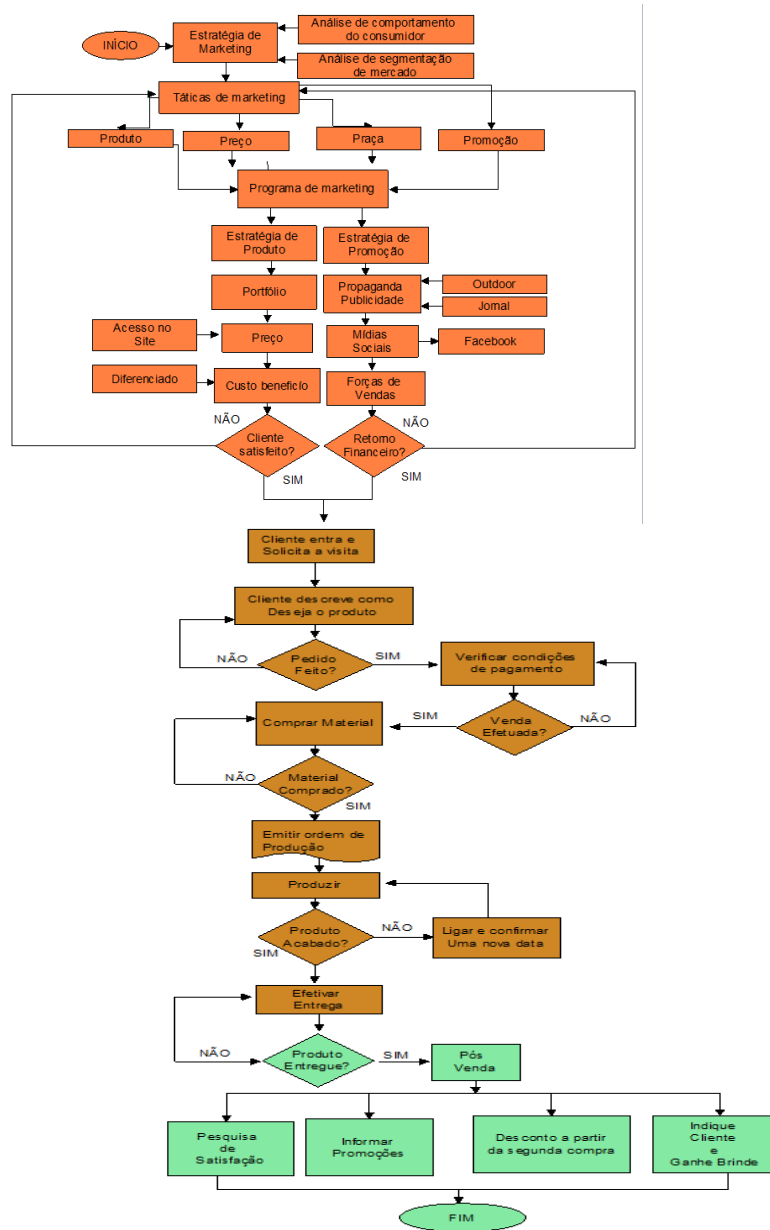 INÍCIO
Estratégia de
Marketing
Análise de comportamento
do consumidor
Análise de segmentação
de mercado
Táticas de marketing
Produto
Preço
Praça
Promoção
Programa de marketing
Estratégia de
Produto
Estratégia de
Promoção
Portfólio
Propaganda
Publicidade
Outdoor
Jornal
Acesso no
Site
Preço
Mídias
Sociais
Facebook
Diferenciado
Custo benefício
Forças de
Vendas
NÃO
NÃO
Cliente
satisfeito?
Retorno
Financeiro?
SIM
SIM
Cliente entra e
Solicita a visita
Cliente descreve como
Deseja o produto
NÃO
Pedido
Feito?
SIM
Verificar condições
de pagamento
Comprar Material
SIM
Venda
Efetuada?
NÃO
NÃO
Material
Comprado?
SIM
Emitir ordem de
Produção
Produzir
Produto
Acabado?
NÃO
SIM
Ligar e confirmar
Uma nova data
Efetivar
Entrega
NÃO
Produto
Entregue?
SIM
Pós
Venda
Pesquisa
de
Satisfação
Informar
Promoções
Desconto a partir
da segunda compra
Indique
Cliente
e
Ganhe Brinde
FIM